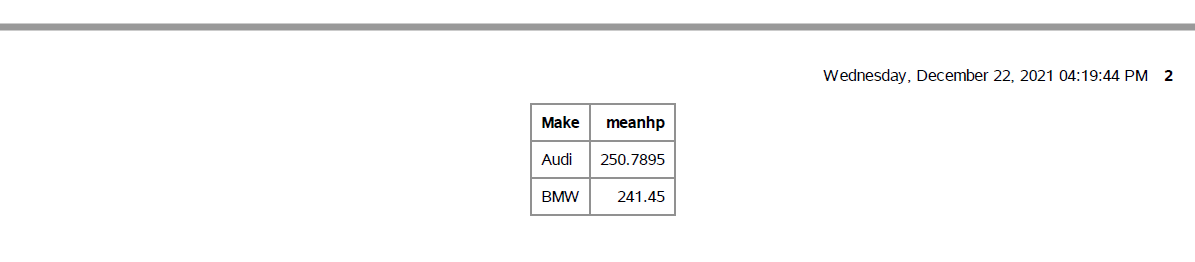 Wednesday, December 22, 2021 04:19:44 PM 2
Make meanhp
Audi 250.7895
BMW 241.45